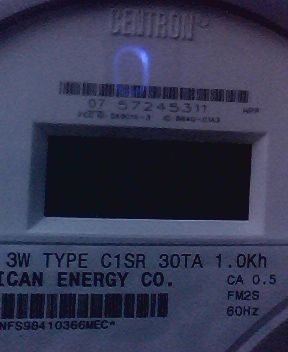 CENTRON
07 57245311
3W TYPE C1SR 30TA 1.0Kh
ICAN ENERGY CO.
CA 0.5
FM2S
60Hz
NFS98410366MEC*